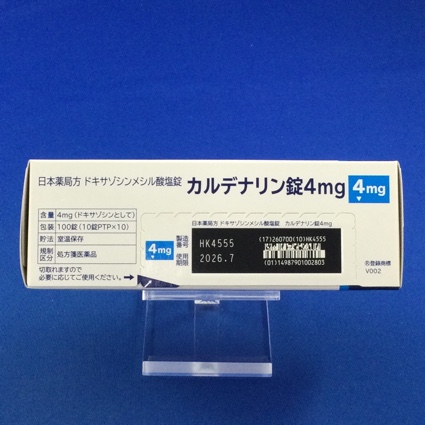 日本薬局方 ドキサゾシンメシル酸塩錠 カルデナリン錠4mg 4mg
含量 4mg(ドキサゾシンとして)
包装 100錠(10錠PTP×10)
貯法 室温保存
規制区分 処方箋医薬品
切取れますので
必要に応じてご使用ください。
4mg
日本薬局方 ドキサゾシンメシル酸塩錠 カルデナリン錠4mg
製造番号 HK4555
使用期限 2026.7
(17)260700(10)HK4555
(01)14987901002803
®登録商標
V002